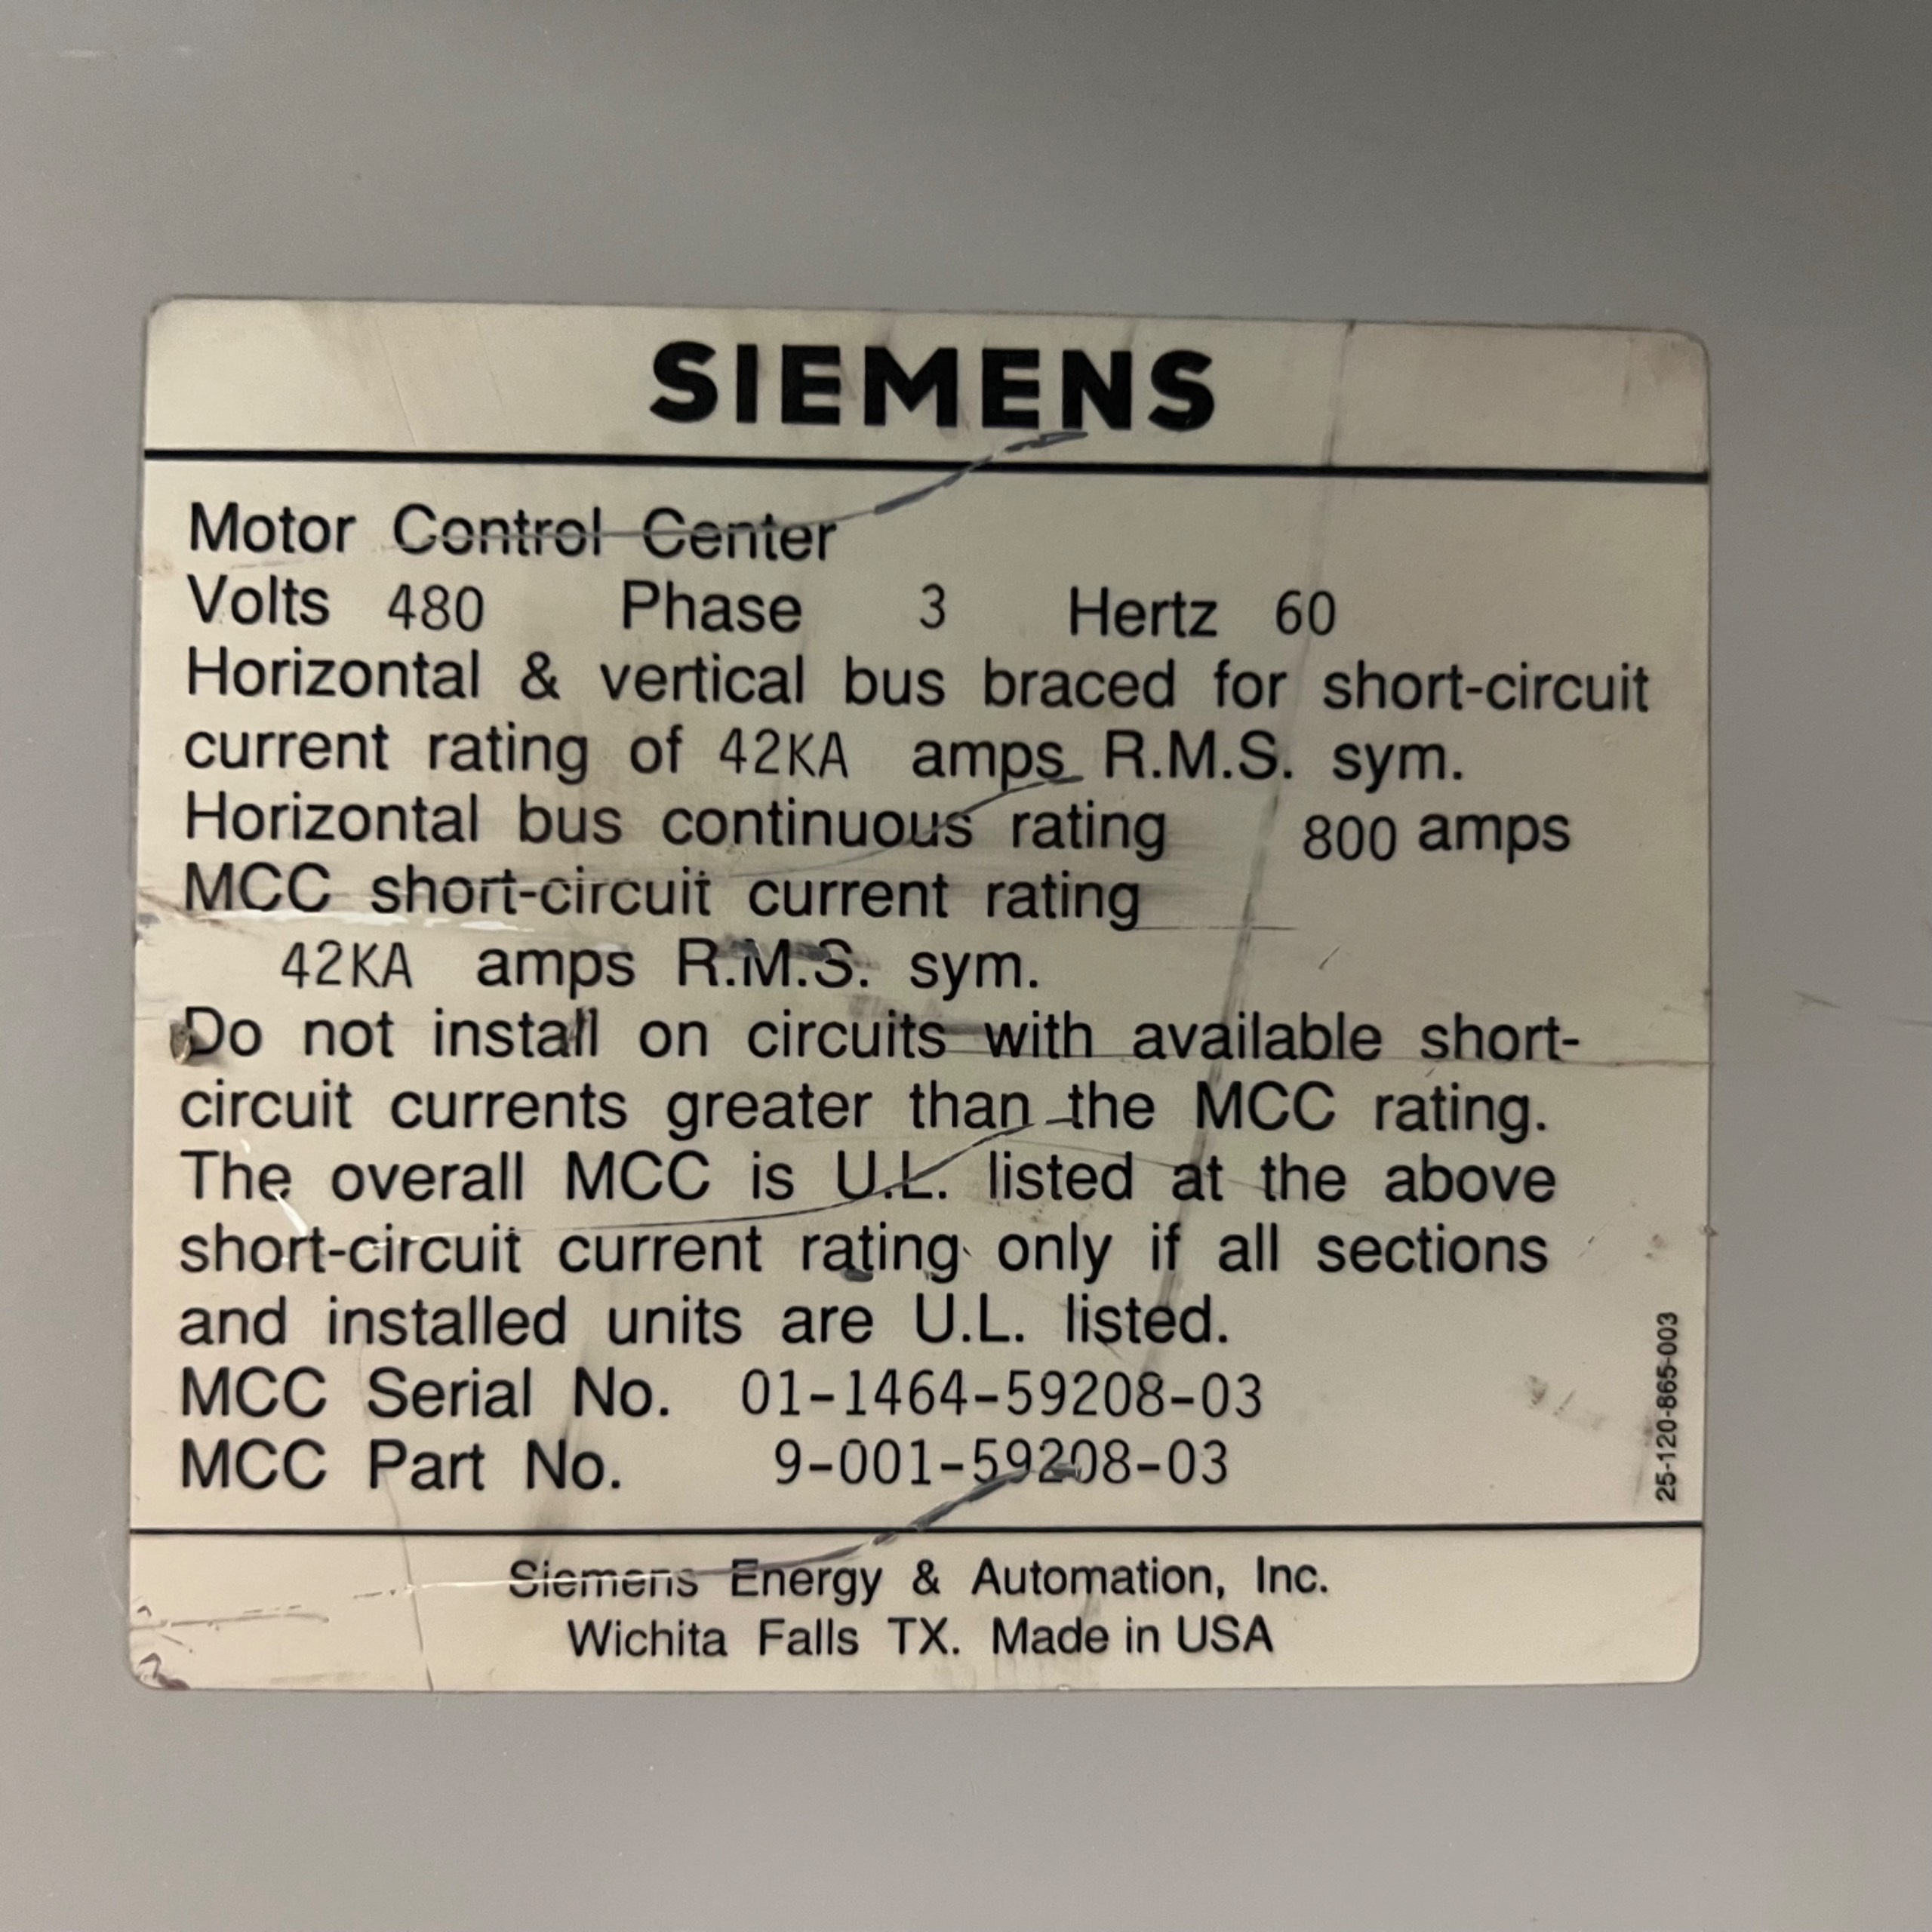 SIEMENS
Motor Control Center
Volts 480 Phase 3 Hertz 60
Horizontal & vertical bus braced for short-circuit
current rating of 42KA amps R.M.S. sym.
Horizontal bus continuous rating 800 amps
MCC short-circuit current rating
42KA amps R.M.S. sym.
Do not install on circuits with available short-
circuit currents greater than the MCC rating.
The overall MCC is U.L. listed at the above
short-circuit current rating only if all sections
and installed units are U.L. listed.
MCC Serial No. 01-1464-59208-03
MCC Part No. 9-001-59208-03
25-120-865-003
Siemens Energy & Automation, Inc.
Wichita Falls TX. Made in USA